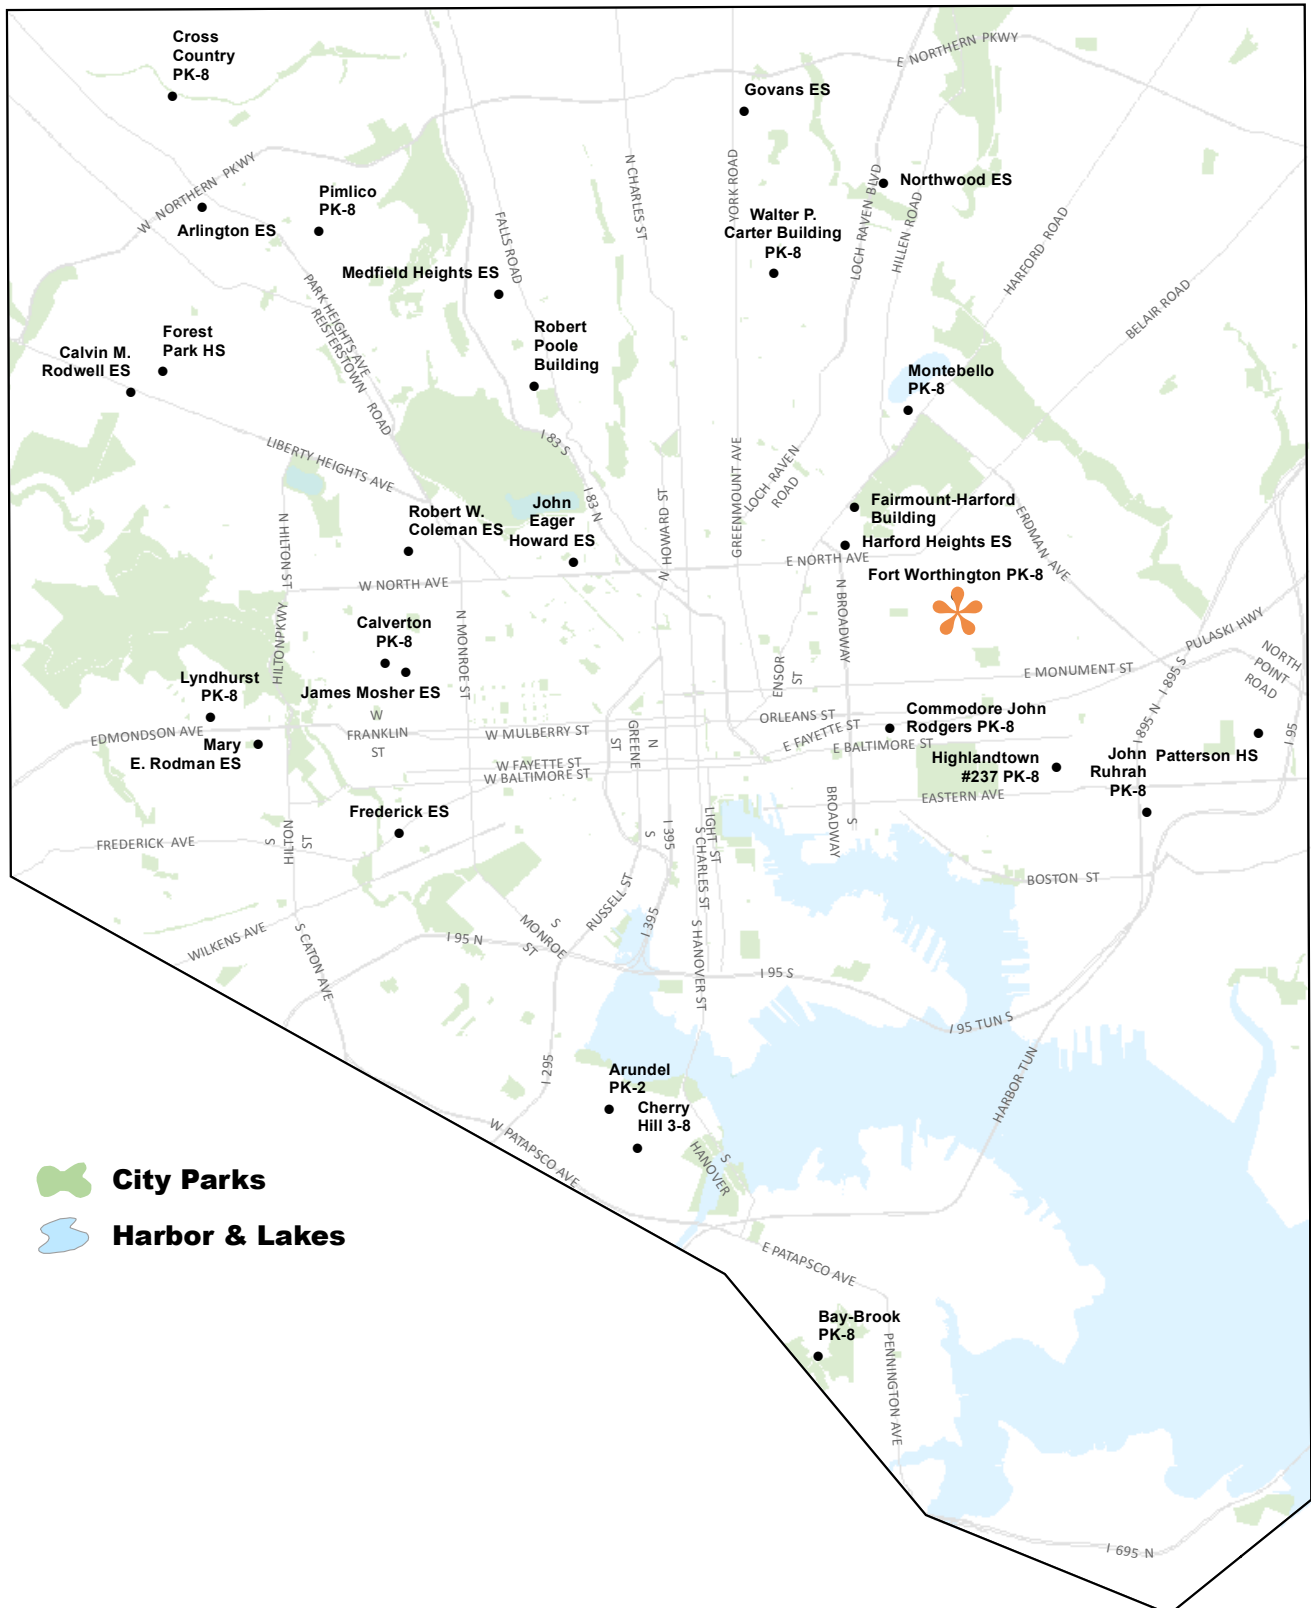 Cross
Country
PK-8
E NORTHERN PKWY
Govans ES
W NORTHERN PKWY
N CHARLES ST
YORK ROAD
LOCH RAVEN BLVD
Northwood ES
HILLEN ROAD
Pimlico
PK-8
Arlington ES
FALLS ROAD
Walter P.
Carter Building
PK-8
HARFORD ROAD
Medfield Heights ES
PARK HEIGHTS AVE
REISTERSTOWN ROAD
BELAIR ROAD
Forest
Park HS
Calvin M.
Rodwell ES
Robert
Poole
Building
Montebello
PK-8
LIBERTY HEIGHTS AVE
I 83 S
I 83 N
N HOWARD ST
GREENMOUNT AVE
LOCH RAVEN
ROAD
Robert W.
Coleman ES
John
Eager
Howard ES
Fairmount-Harford
Building
Harford Heights ES
ERDMAN AVE
N HILTON ST
E NORTH AVE
W NORTH AVE
Fort Worthington PK-8
HILTONPKWY
N MONROE ST
N BROADWAY
Calverton
PK-8
James Mosher ES
PULASKI HWY
NORTH
POINT
ROAD
Lyndhurst
PK-8
ENSOR
ST
E MONUMENT ST
I 895 S
I 895 N
I 95
EDMONDSON AVE
Mary
E. Rodman ES
W
FRANKLIN
ST
W MULBERRY ST
N
GREENE
ST
ORLEANS ST
E FAYETTE ST
E BALTIMORE ST
Commodore John
Rodgers PK-8
W FAYETTE ST
W BALTIMORE ST
Highlandtown
#237 PK-8
John
Ruhrah
PK-8
Patterson HS
EASTERN AVE
Frederick ES
FREDERICK AVE
S
HILTON
ST
S
I 395
LIGHT ST
S CHARLES ST
BROADWAY
S
BOSTON ST
RUSSELL ST
WILKENS AVE
S CATON AVE
I 95 N
S
MONROE
ST
I 395
S HANOVER ST
I 95 S
I 95 TUN S
HARBOR TUN
I 295
Arundel
PK-2
Cherry
Hill 3-8
W PATAPSCO AVE
S
HANOVER
City Parks
Harbor & Lakes
E PATAPSCO AVE
Bay-Brook
PK-8
PENNINGTON AVE
I 695 N